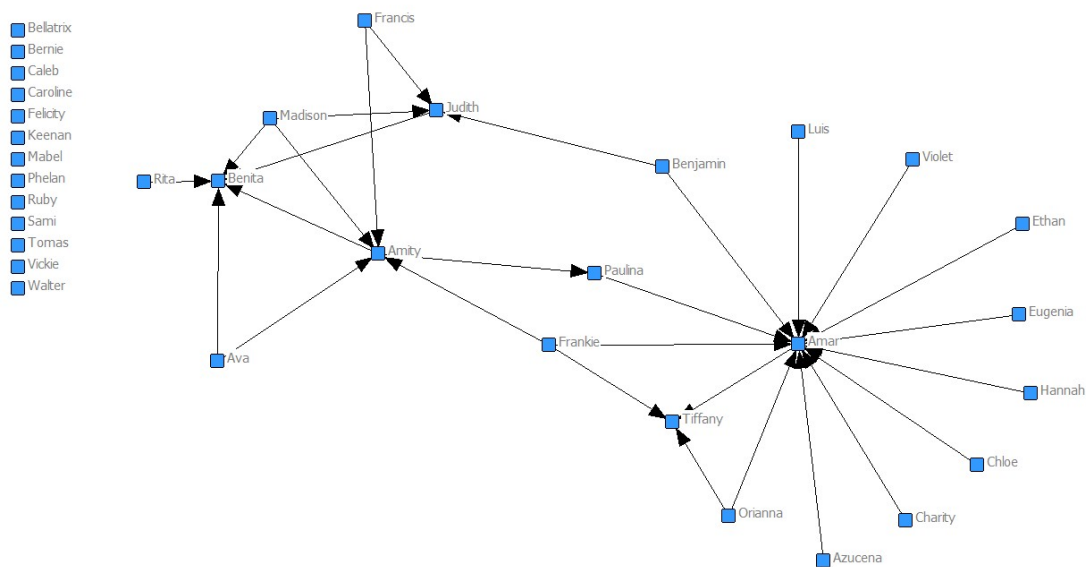 Bellatrix
Bernie
Caleb
Caroline
Felicity
Keenan
Mabel
Phelan
Ruby
Sami
Tomas
Vickie
Walter
Francis
Judith
Madison
Luis
Violet
Benjamin
Rita
Benita
Ethan
Amity
Paulina
Eugenia
Frankie
Amar
Ava
Hannah
Tiffany
Chloe
Orianna
Charity
Azucena